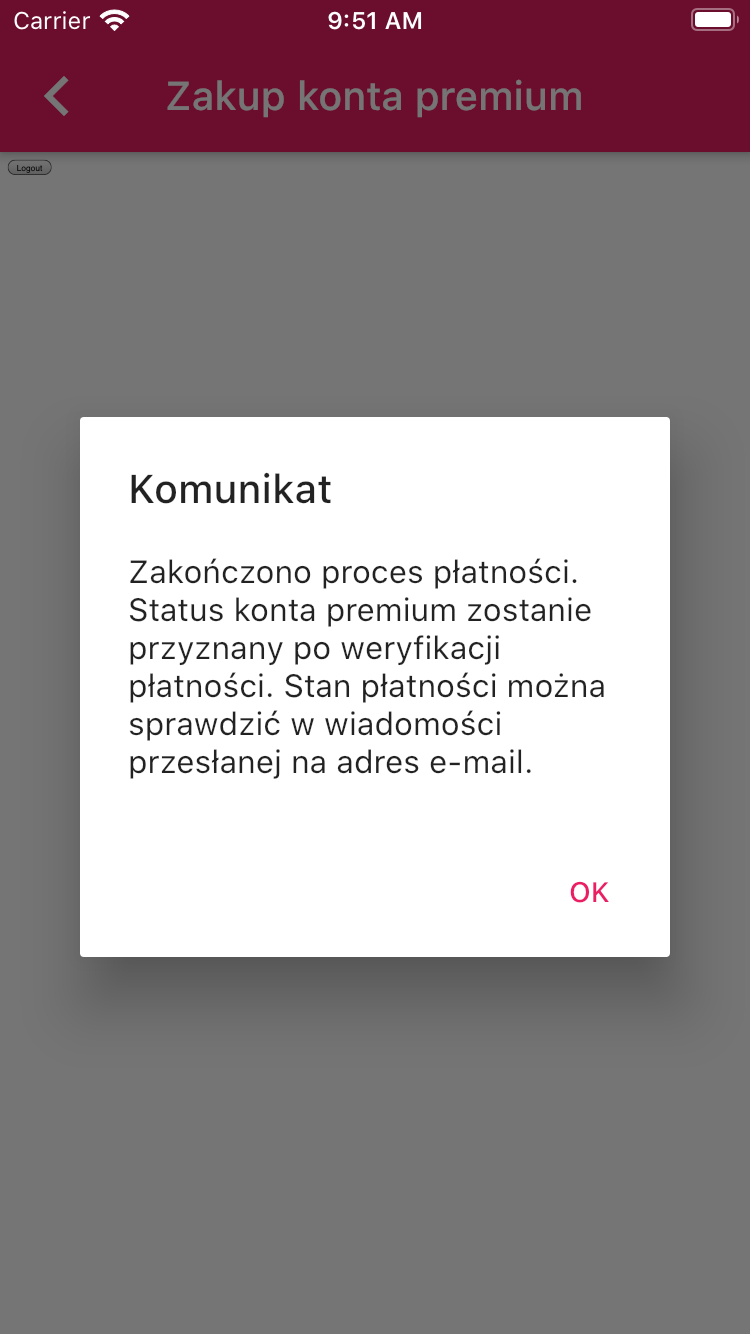 Carrier 9:51 AM
Zakup konta premium
Logout
Komunikat
Zakończono proces płatności.
Status konta premium zostanie
przyznany po weryfikacji
płatności. Stan płatności można
sprawdzić w wiadomości
przesłanej na adres e-mail.
OK